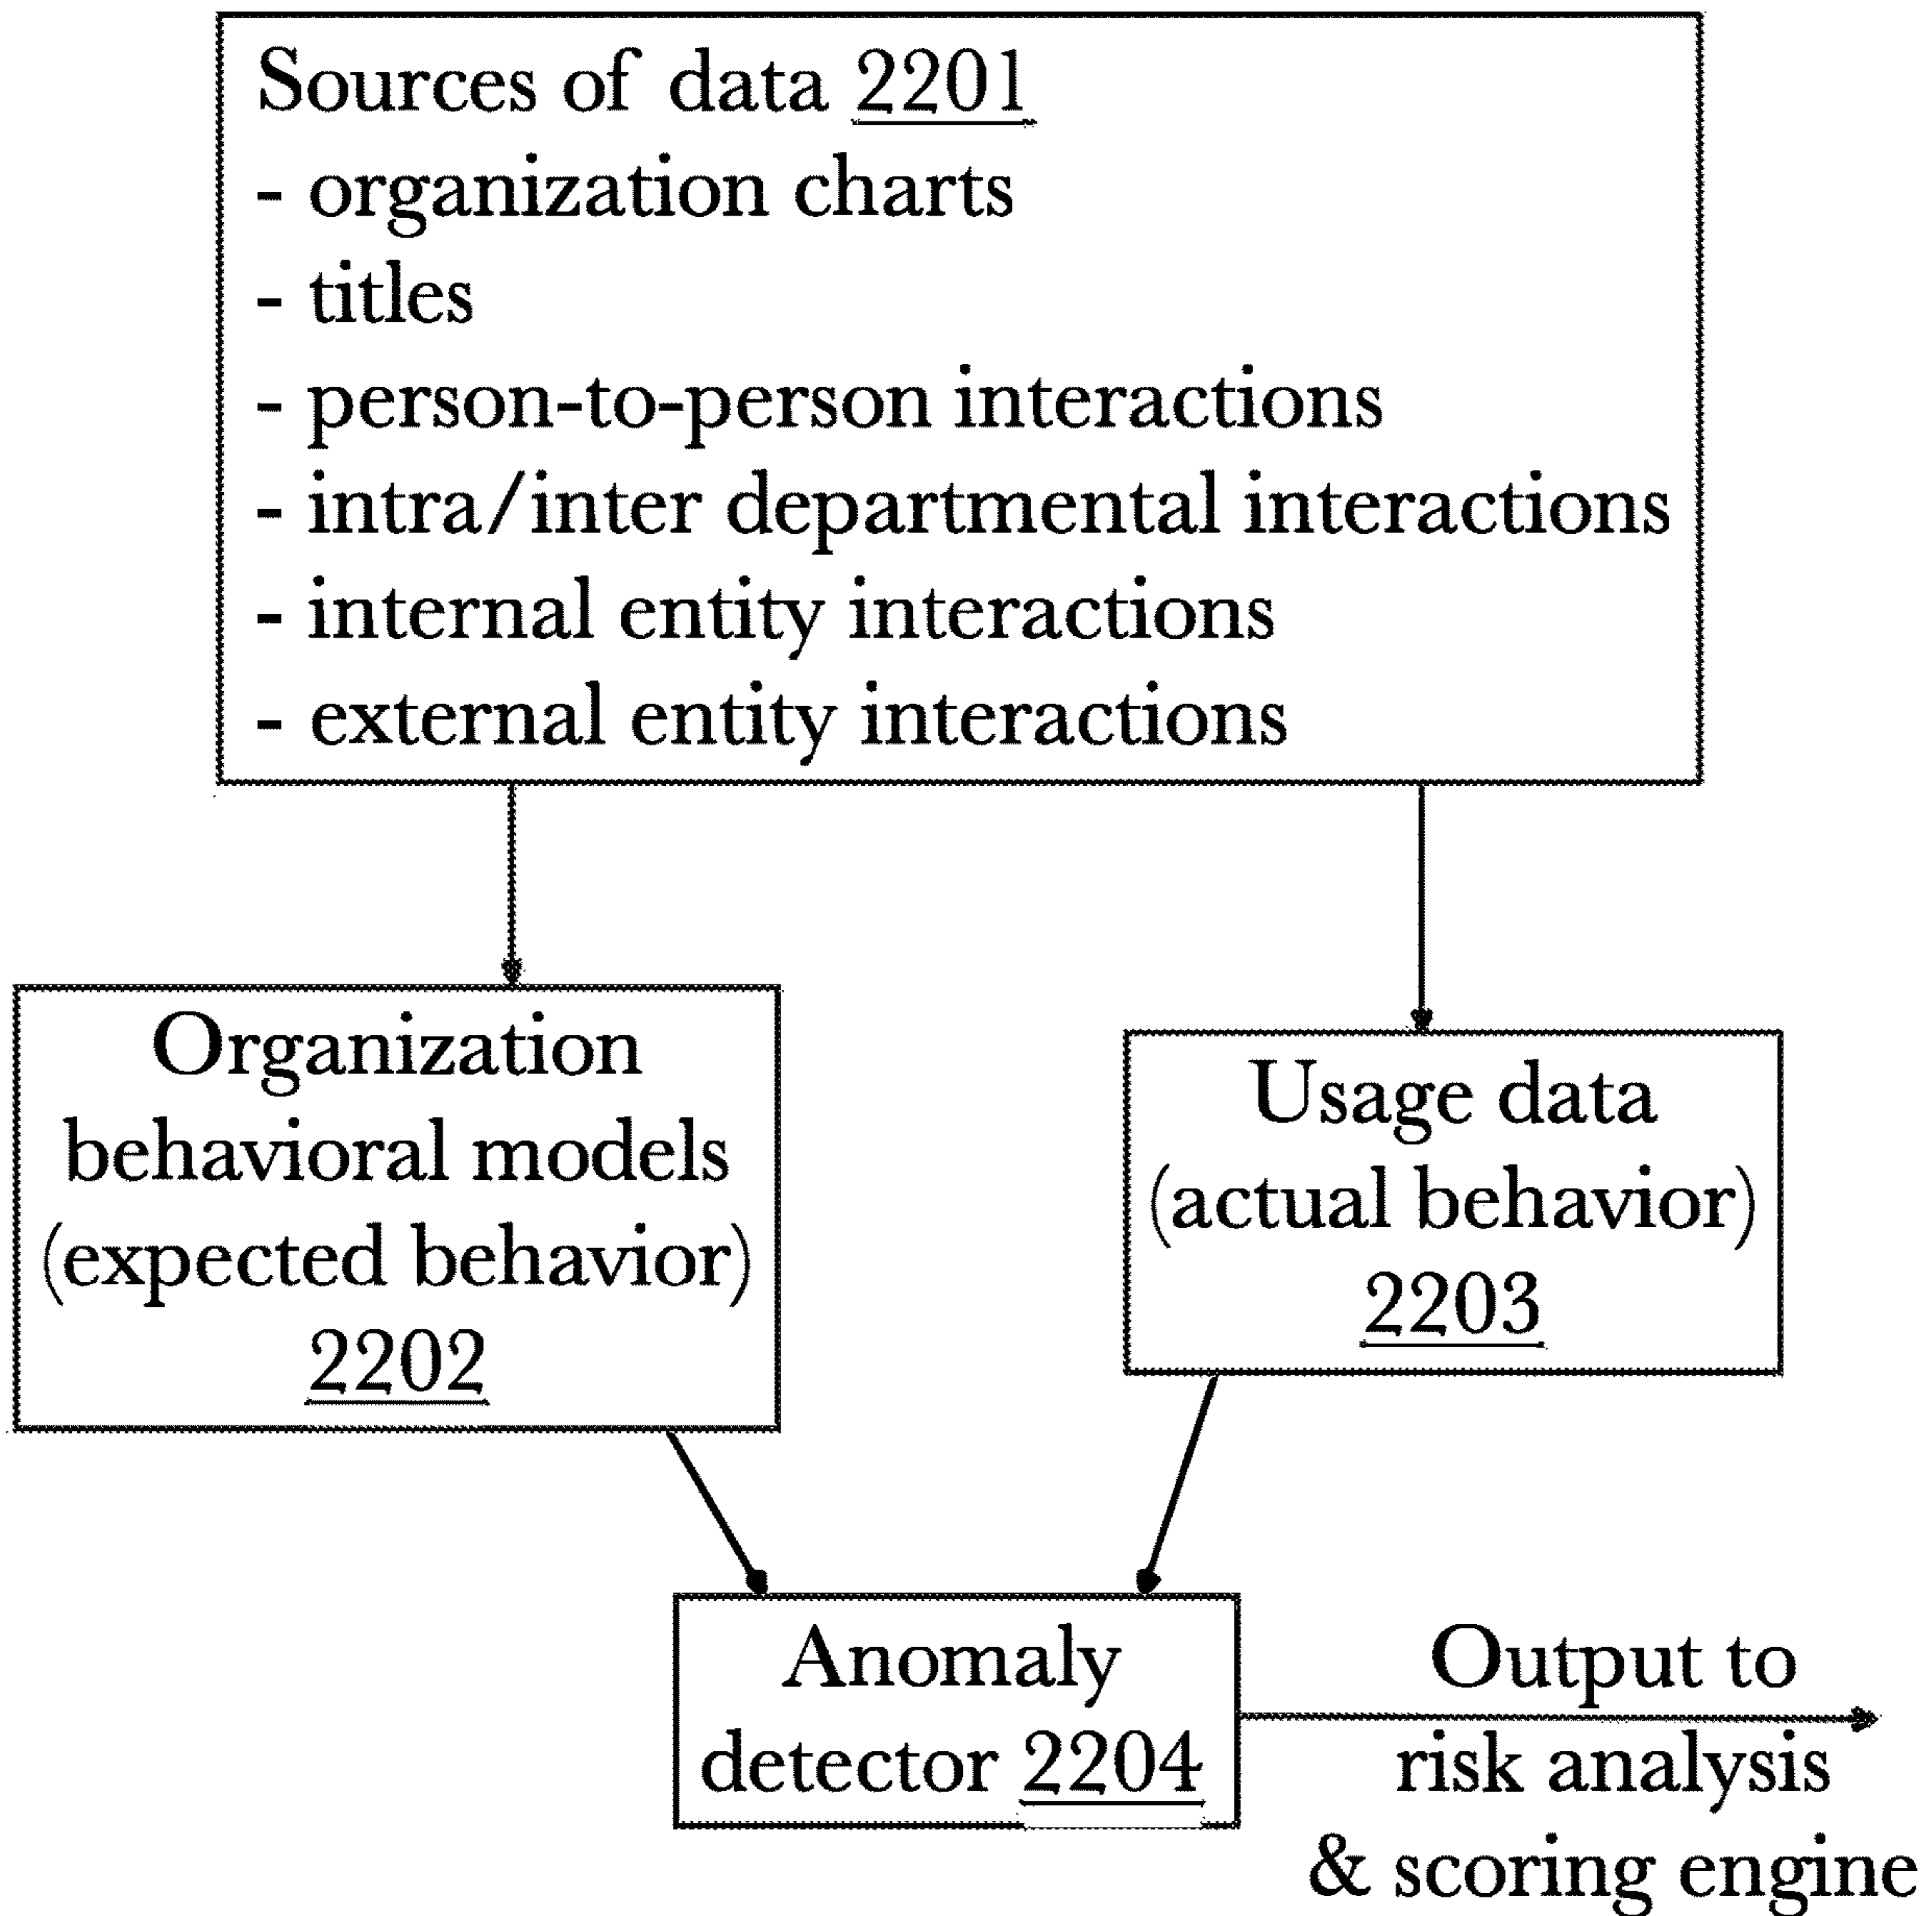 Sources of data 2201
- organization charts
- titles
- person-to-person interactions
- intra/inter departmental interactions
- internal entity interactions
- external entity interactions
Organization
behavioral models
(expected behavior)
2202
Usage data
(actual behavior)
2203
Anomaly
detector 2204
Output to
risk analysis
& scoring engine